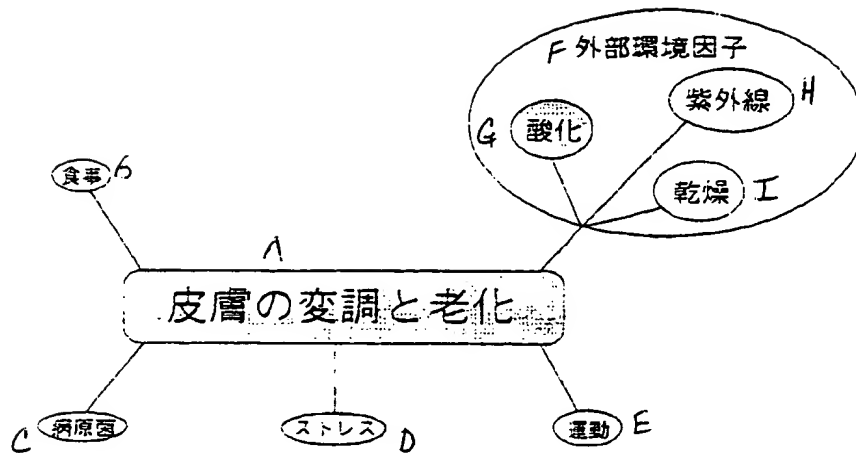 F 外部環境因子
紫外線 H
G 酸化
乾燥 I
食事
A
皮膚の変調と老化
C 病原菌
ストレス D
運動 E